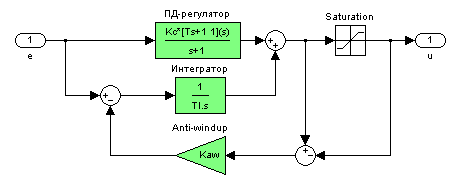 ПД-регулятор
Saturation
1
Kc*[Ts+1 1](s)
s+1
+
+
1
e
u
Интегратор
1
TI.s
+
−
Anti-windup
Kaw
+
−